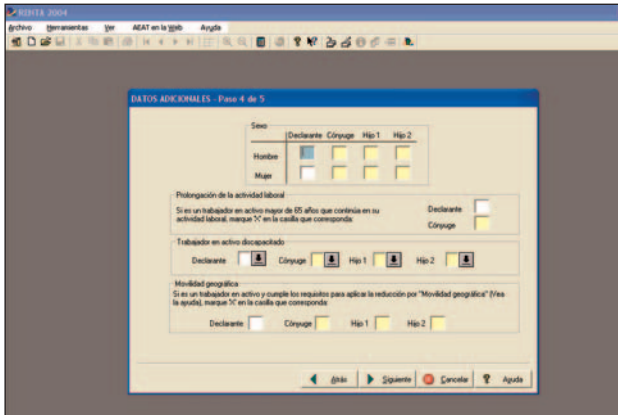 RENTA 2004
Archivo Herramientas Ver AEAT en la Web Ayuda
DATOS ADICIONALES - Paso 4 de 5
Sexo
Declarante Cónyuge Hijo 1 Hijo 2
Hombre
Mujer
Prolongación de la actividad laboral
Si es un trabajador en activo mayor de 65 años que continúa en su
actividad laboral, marque "X" en la casilla que corresponda:
Declarante
Cónyuge
Trabajador en activo discapacitado
Declarante Cónyuge Hijo 1 Hijo 2
Movilidad geográfica
Si es un trabajador en activo y cumple los requisitos para aplicar la reducción por "Movilidad geográfica" (Vea
la ayuda), marque "X" en la casilla que corresponda:
Declarante Cónyuge Hijo 1 Hijo 2
Atrás Siguiente Cancelar Ayuda